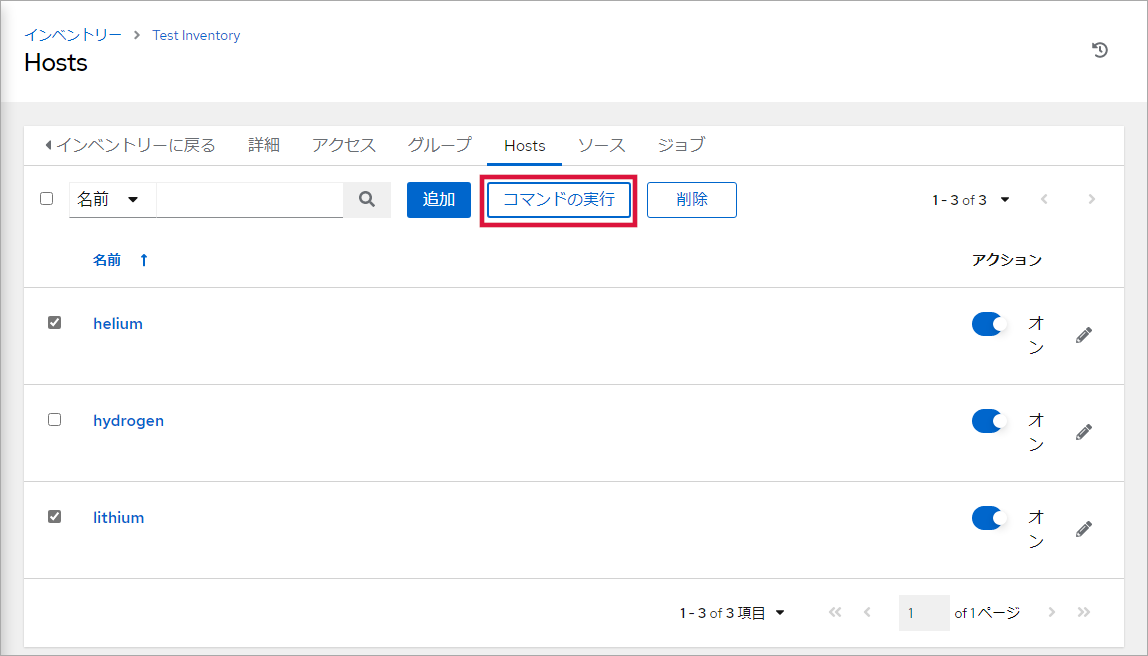 インベントリー > Test Inventory
Hosts
インベントリーに戻る 詳細 アクセス グループ Hosts ソース ジョブ
名前 追加 コマンドの実行 削除 1 - 3 of 3
名前 アクション
helium オン
hydrogen オン
lithium オン
1 - 3 of 3 項目 1 of 1 ページ